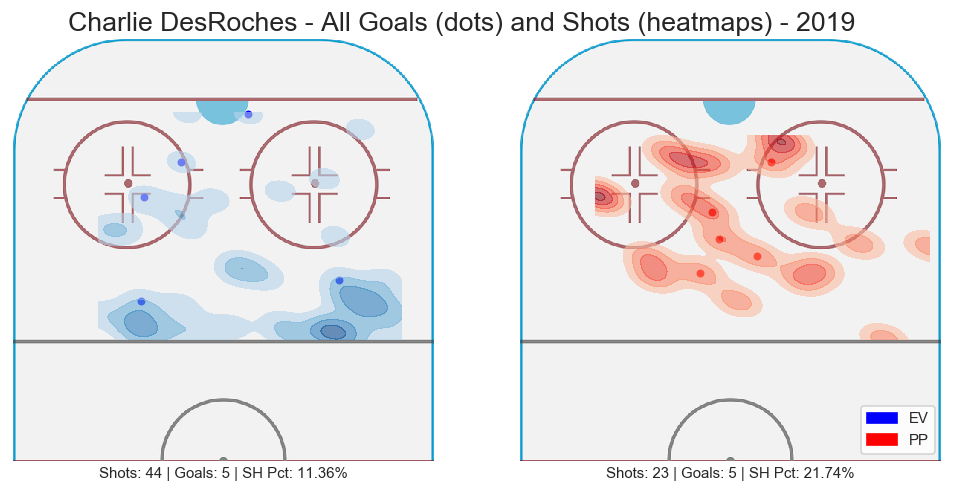 Charlie DesRoches - All Goals (dots) and Shots (heatmaps) - 2019
EV
PP
Shots: 44 | Goals: 5 | SH Pct: 11.36%
Shots: 23 | Goals: 5 | SH Pct: 21.74%